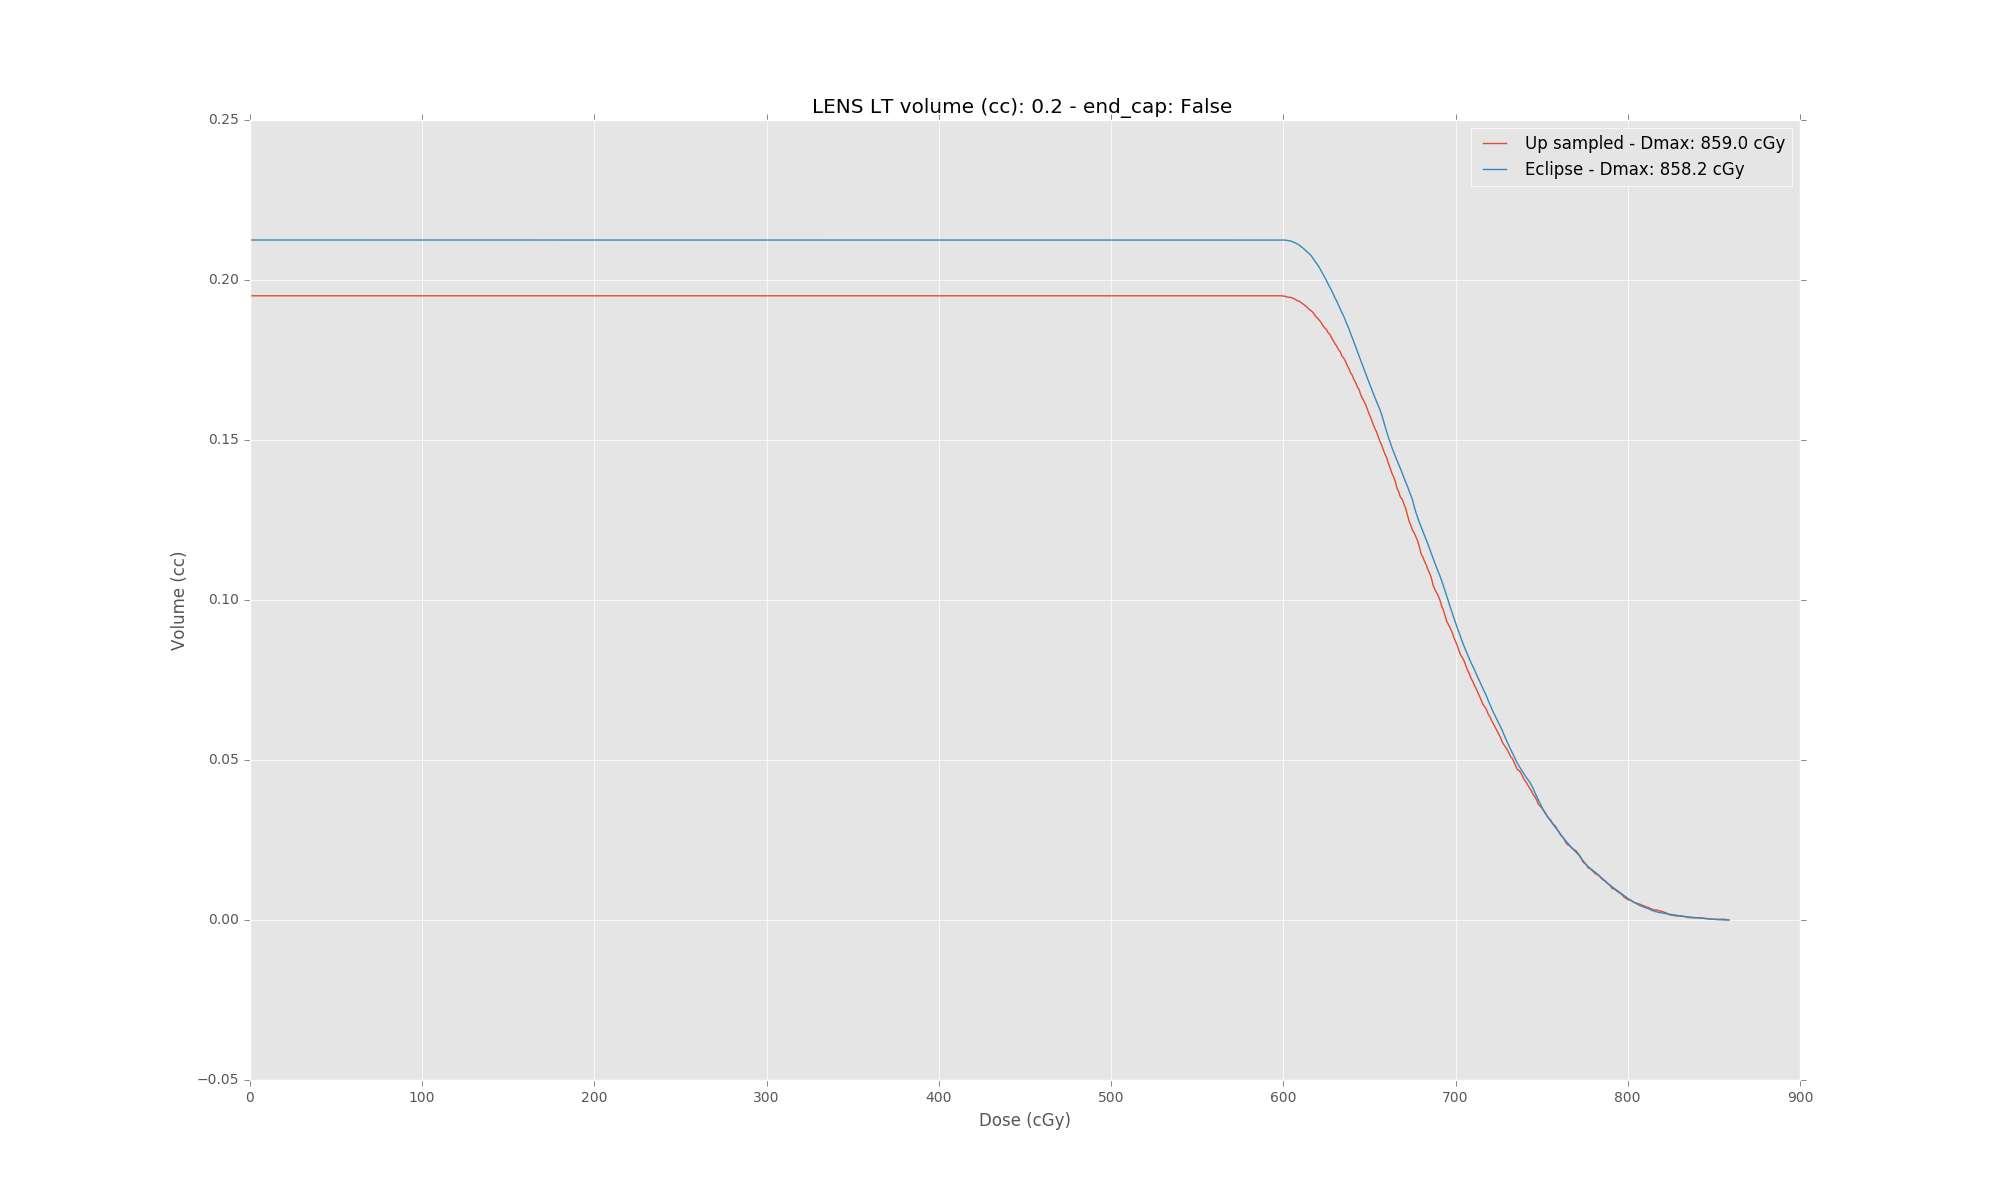 LENS LT volume (cc): 0.2 - end_cap: False
Up sampled - Dmax: 859.0 cGy
Eclipse - Dmax: 858.2 cGy
0.25
0.20
0.15
0.10
0.05
0.00
−0.05
Volume (cc)
0 100 200 300 400 500 600 700 800 900
Dose (cGy)